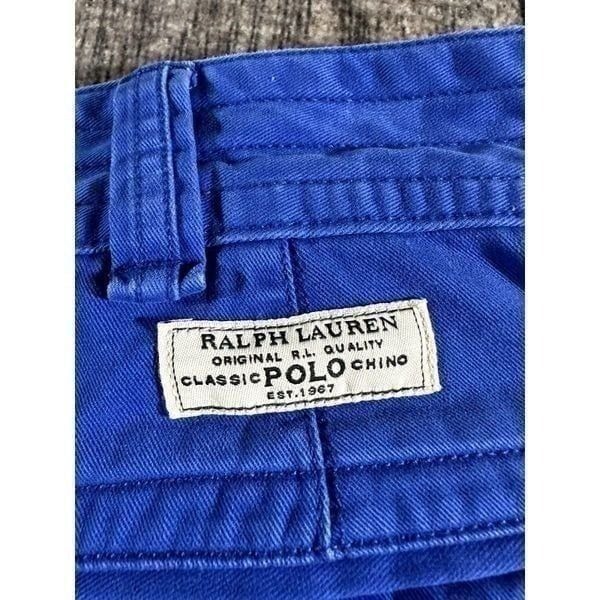 RALPH LAUREN
ORIGINAL R.L. QUALITY
CLASSIC POLO CHINO
EST. 1967